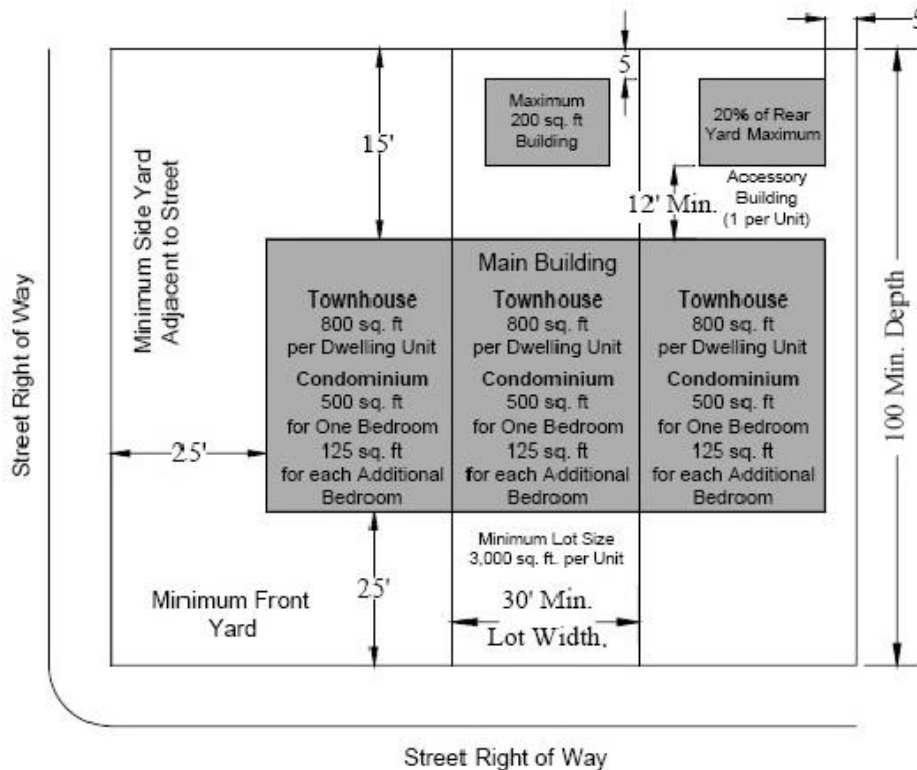 5
5
Maximum
200 sq. ft
Building
20% of Rear
Yard Maximum
15'
Accessory
Building
(1 per Unit)
12' Min.
Minimum Side Yard
Adjacent to Street
Street Right of Way
Main Building
Townhouse
800 sq. ft
per Dwelling Unit
Condominium
500 sq. ft
for One Bedroom
125 sq. ft
for each Additional
Bedroom
Townhouse
800 sq. ft
per Dwelling Unit
Condominium
500 sq. ft
for One Bedroom
125 sq. ft
for each Additional
Bedroom
Townhouse
800 sq. ft
per Dwelling Unit
Condominium
500 sq. ft
for One Bedroom
125 sq. ft
for each Additional
Bedroom
100 Min. Depth
25'
Minimum Lot Size
3,000 sq. ft. per Unit
25'
30' Min.
Lot Width.
Minimum Front
Yard
Street Right of Way